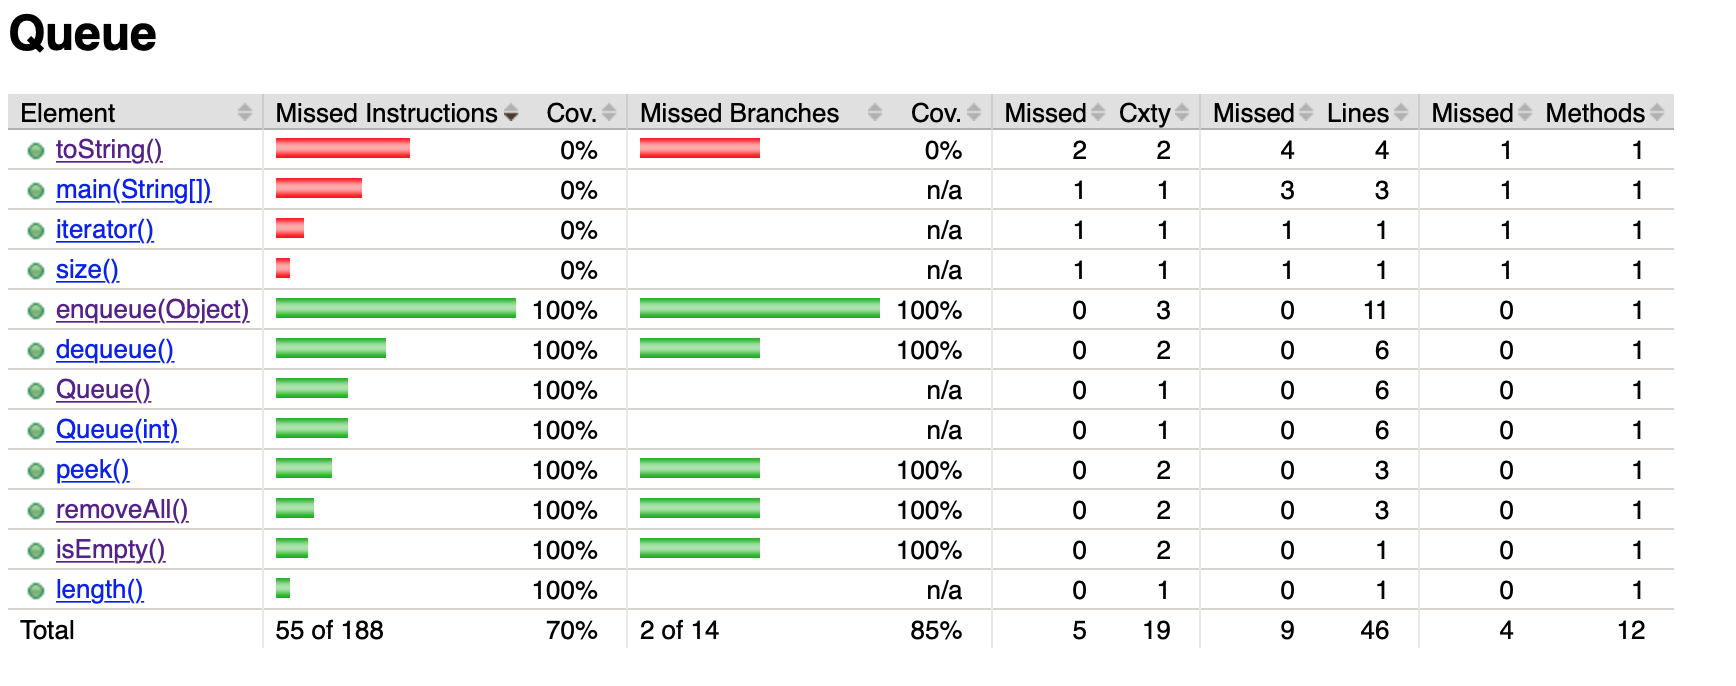 Queue
Element Missed Instructions Cov. Missed Branches Cov. Missed Cxty Missed Lines Missed Methods
toString() 0% 0% 2 2 4 4 1 1
main(String[]) 0% n/a 1 1 3 3 1 1
iterator() 0% n/a 1 1 1 1 1 1
size() 0% n/a 1 1 1 1 1 1
enqueue(Object) 100% 100% 0 3 0 11 0 1
dequeue() 100% 100% 0 2 0 6 0 1
Queue() 100% n/a 0 1 0 6 0 1
Queue(int) 100% n/a 0 1 0 6 0 1
peek() 100% 100% 0 2 0 3 0 1
removeAll() 100% 100% 0 2 0 3 0 1
isEmpty() 100% 100% 0 2 0 1 0 1
length() 100% n/a 0 1 0 1 0 1
Total 55 of 188 70% 2 of 14 85% 5 19 9 46 4 12